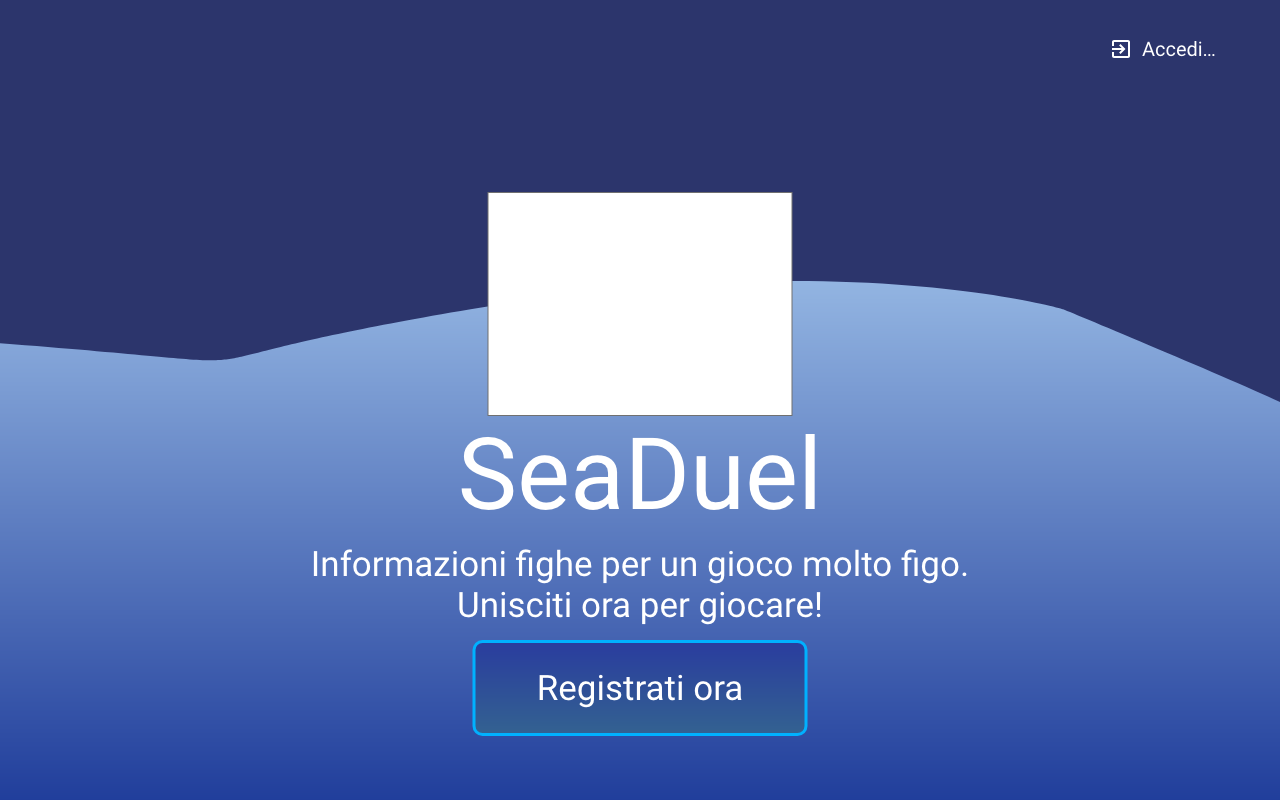 Accedi...
SeaDuel
Informazioni fighe per un gioco molto figo.
Unisciti ora per giocare!
Registrati ora